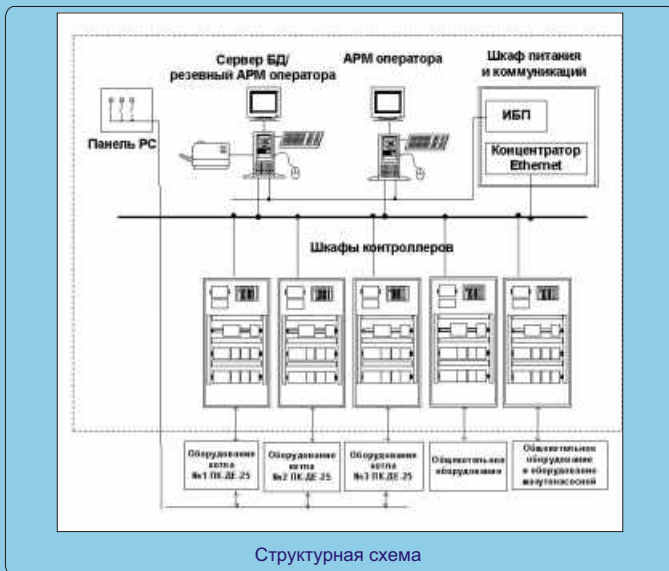 Сервер БД/
резевный АРМ оператора
АРМ оператора
Шкаф питания
и коммуникаций
Панель РС
ИБП
Концентратор
Ethernet
Шкафы контроллеров
Оборудование
котла
№1 ПК.ДЕ.25
Оборудование
котла
№2 ПК.ДЕ.25
Оборудование
котла
№3 ПК.ДЕ.25
Общекотельное
оборудования
Общекотельное
оборудование
и оборудование
мазутонасосной
Структурная схема